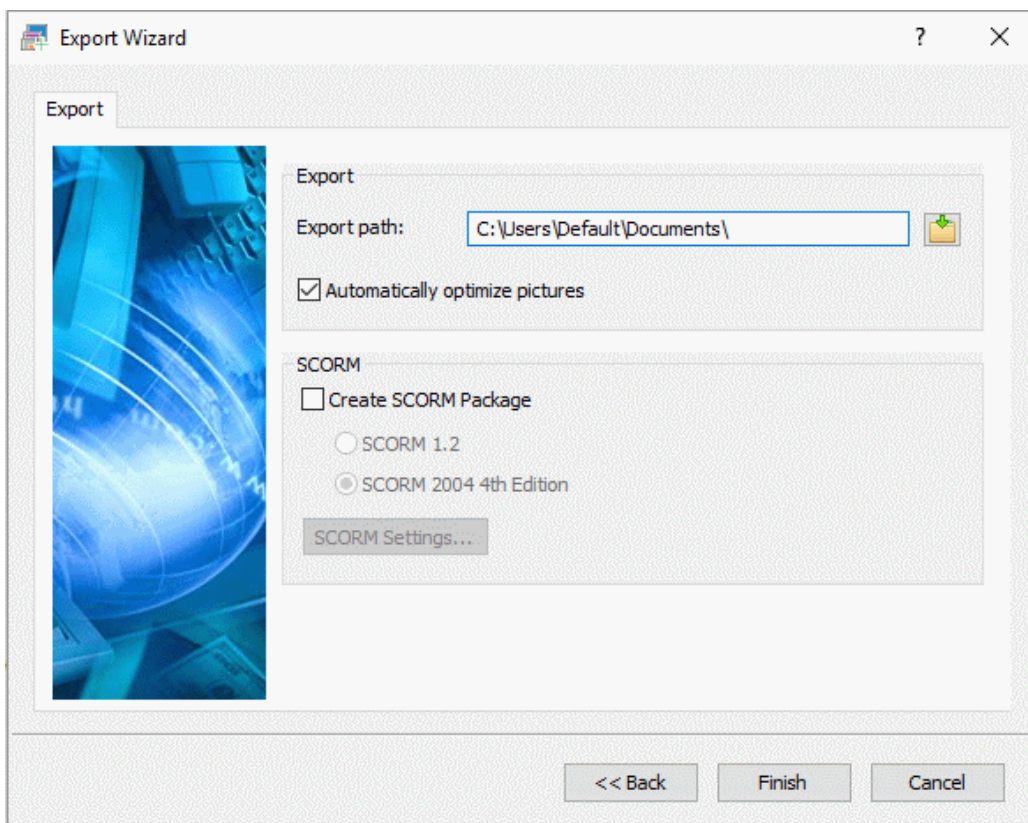 Export Wizard
Export
Export
Export path:
C:\Users\Default\Documents\
Automatically optimize pictures
SCORM
Create SCORM Package
SCORM 1.2
SCORM 2004 4th Edition
SCORM Settings...
<< Back
Finish
Cancel